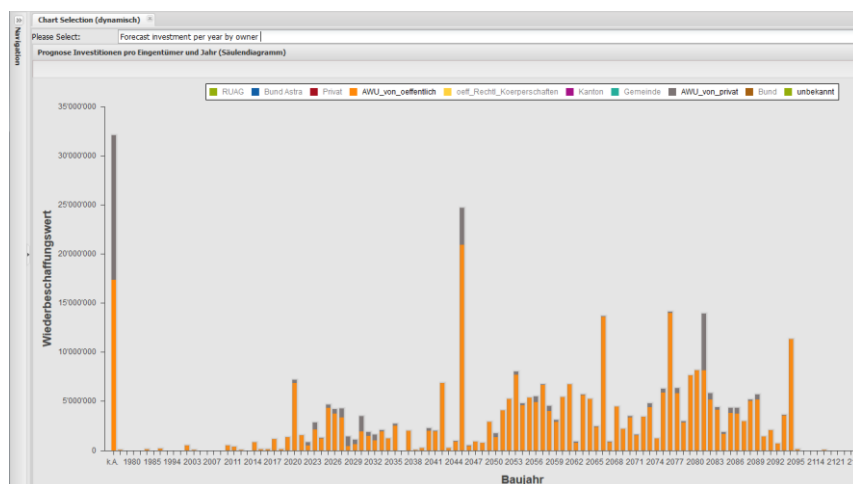 Chart Selection (dynamisch)
Navigation
Please Select: Forecast investment per year by owner
Prognose Investitionen pro Eingentümer und Jahr (Säulendiagramm)
RUAG Bund Astra Privat AWU_von_oeffentlich oeff_Rechtl_Koerperschaften Kanton Gemeinde AWU_von_privat Bund unbekannt
35'000'000
30'000'000
25'000'000
20'000'000
15'000'000
10'000'000
5'000'000
0
Wiederbeschaffungswert
k.A. 1980 1985 1994 2003 2007 2011 2014 2017 2020 2023 2026 2029 2032 2035 2038 2041 2044 2047 2050 2053 2056 2059 2062 2065 2068 2071 2074 2077 2080 2083 2086 2089 2092 2095 2114 2121
Baujahr